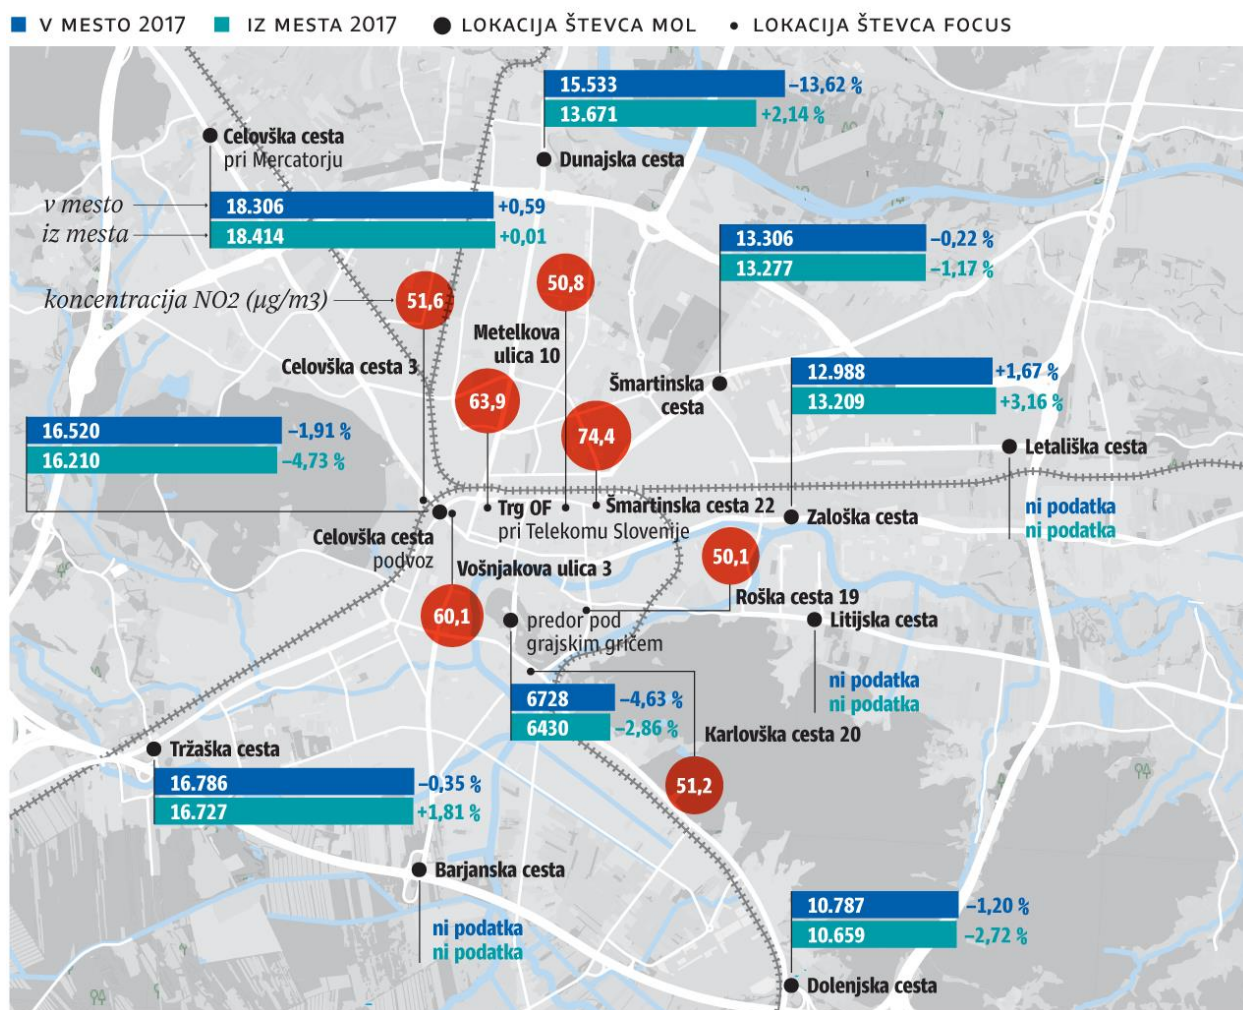 V MESTO 2017
IZ MESTA 2017
LOKACIJA ŠTEVCA MOL
LOKACIJA ŠTEVCA FOCUS
15.533 –13,62 %
13.671 +2,14 %
Dunajska cesta
Celovška cesta
pri Mercatorju
v mesto
iz mesta
18.306 +0,59
18.414 +0,01
13.306 –0,22 %
13.277 –1,17 %
koncentracija NO2 (µg/m3)
51,6
50,8
Metelkova
ulica 10
Celovška cesta 3
63,9
74,4
Šmartinska
cesta
12.988 +1,67 %
13.209 +3,16 %
16.520 –1,91 %
16.210 –4,73 %
Letališka cesta
ni podatka
ni podatka
Trg OF
pri Telekomu Slovenije
Šmartinska cesta 22
Zaloška cesta
Celovška cesta
podvoz
Vošnjakova ulica 3
60,1
50,1
Roška cesta 19
predor pod
grajskim gričem
Litijska cesta
ni podatka
ni podatka
6728 –4,63 %
6430 –2,86 %
Karlovška cesta 20
51,2
Tržaška cesta
16.786 –0,35 %
16.727 +1,81 %
Barjanska cesta
ni podatka
ni podatka
10.787 –1,20 %
10.659 –2,72 %
Dolenjska cesta